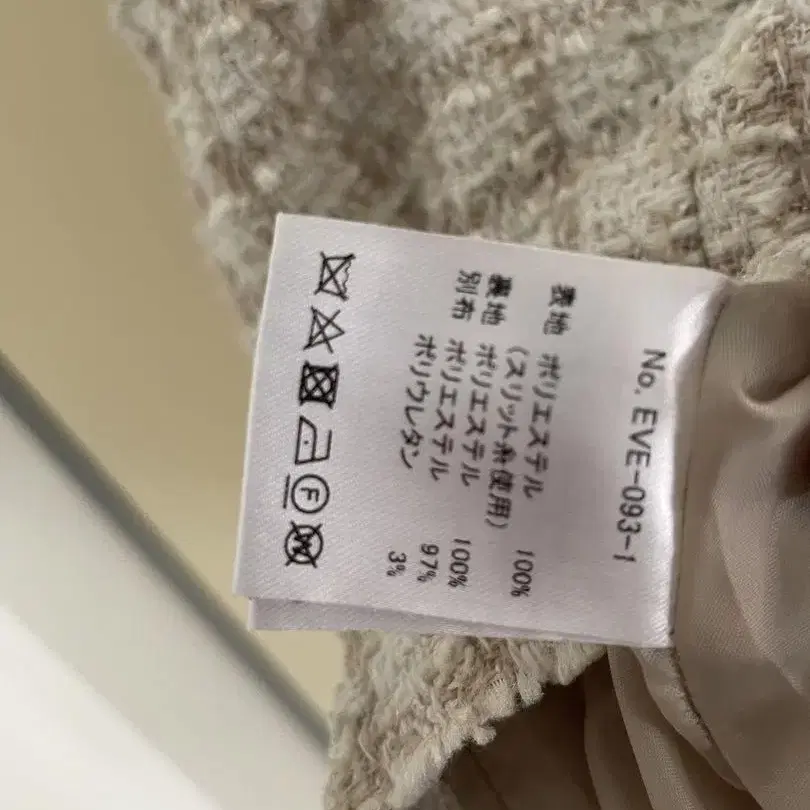 No. EVE-093-1
表地 ポリエステル 100%
(スリット糸使用)
裏地 ポリエステル 100%
別布 ポリエステル 97%
ポリウレタン 3%
F
W